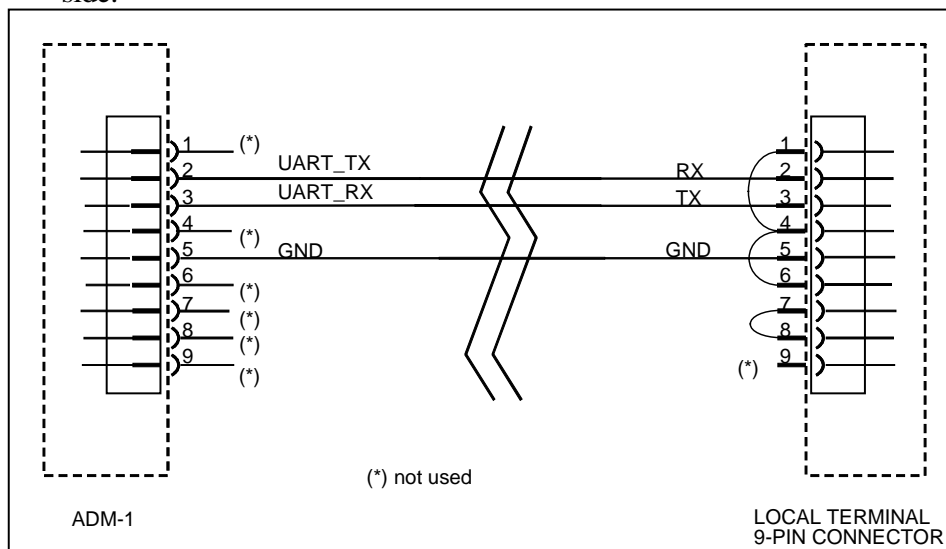 side.
1 (*) 1
2 UART_TX RX 2
3 UART_RX TX 3
4 (*) 4
5 GND GND 5
6 (*) 6
7 (*) 7
8 (*) 8
9 (*) (*) 9
(*) not used
ADM-1
LOCAL TERMINAL
9-PIN CONNECTOR